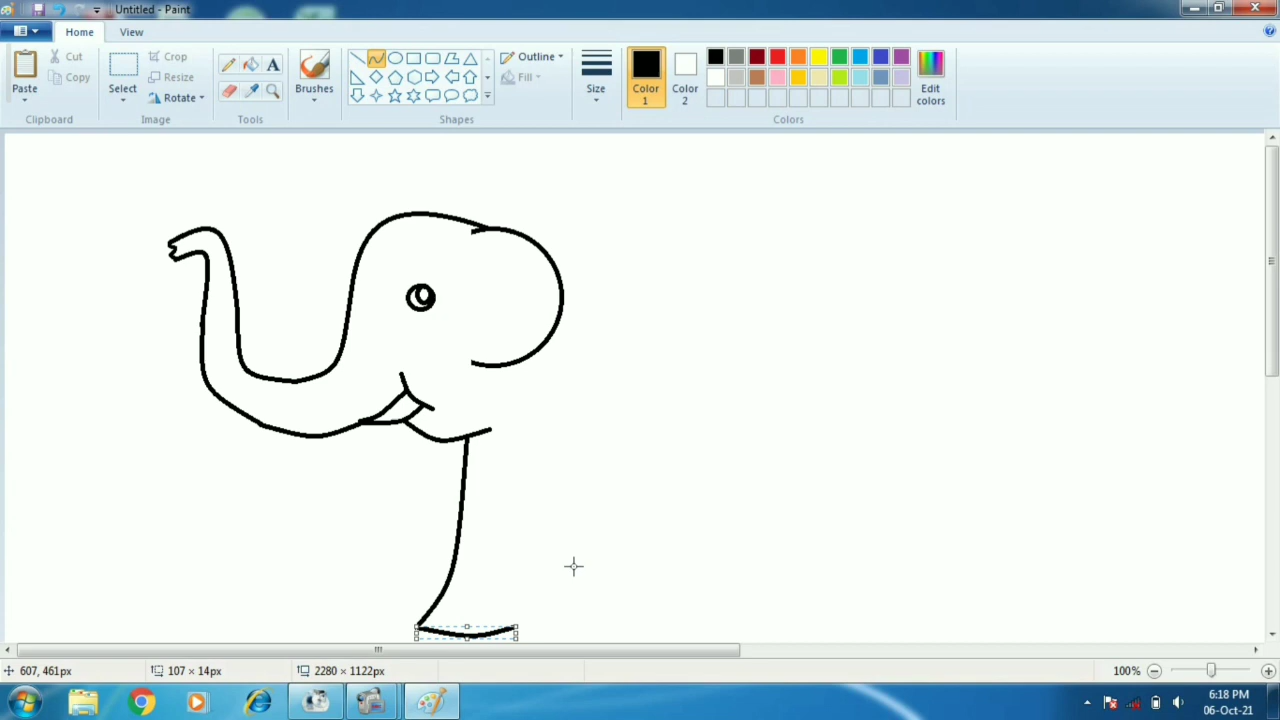 Untitled - Paint
Home View
Paste
Cut
Copy
Clipboard
Select
Crop
Resize
Rotate
Image
A
Tools
Brushes
Outline
Fill
Shapes
Size
Color 1
Color 2
Edit colors
Colors
607, 461px 107 × 14px 2280 × 1122px 100%
6:18 PM
06-Oct-21